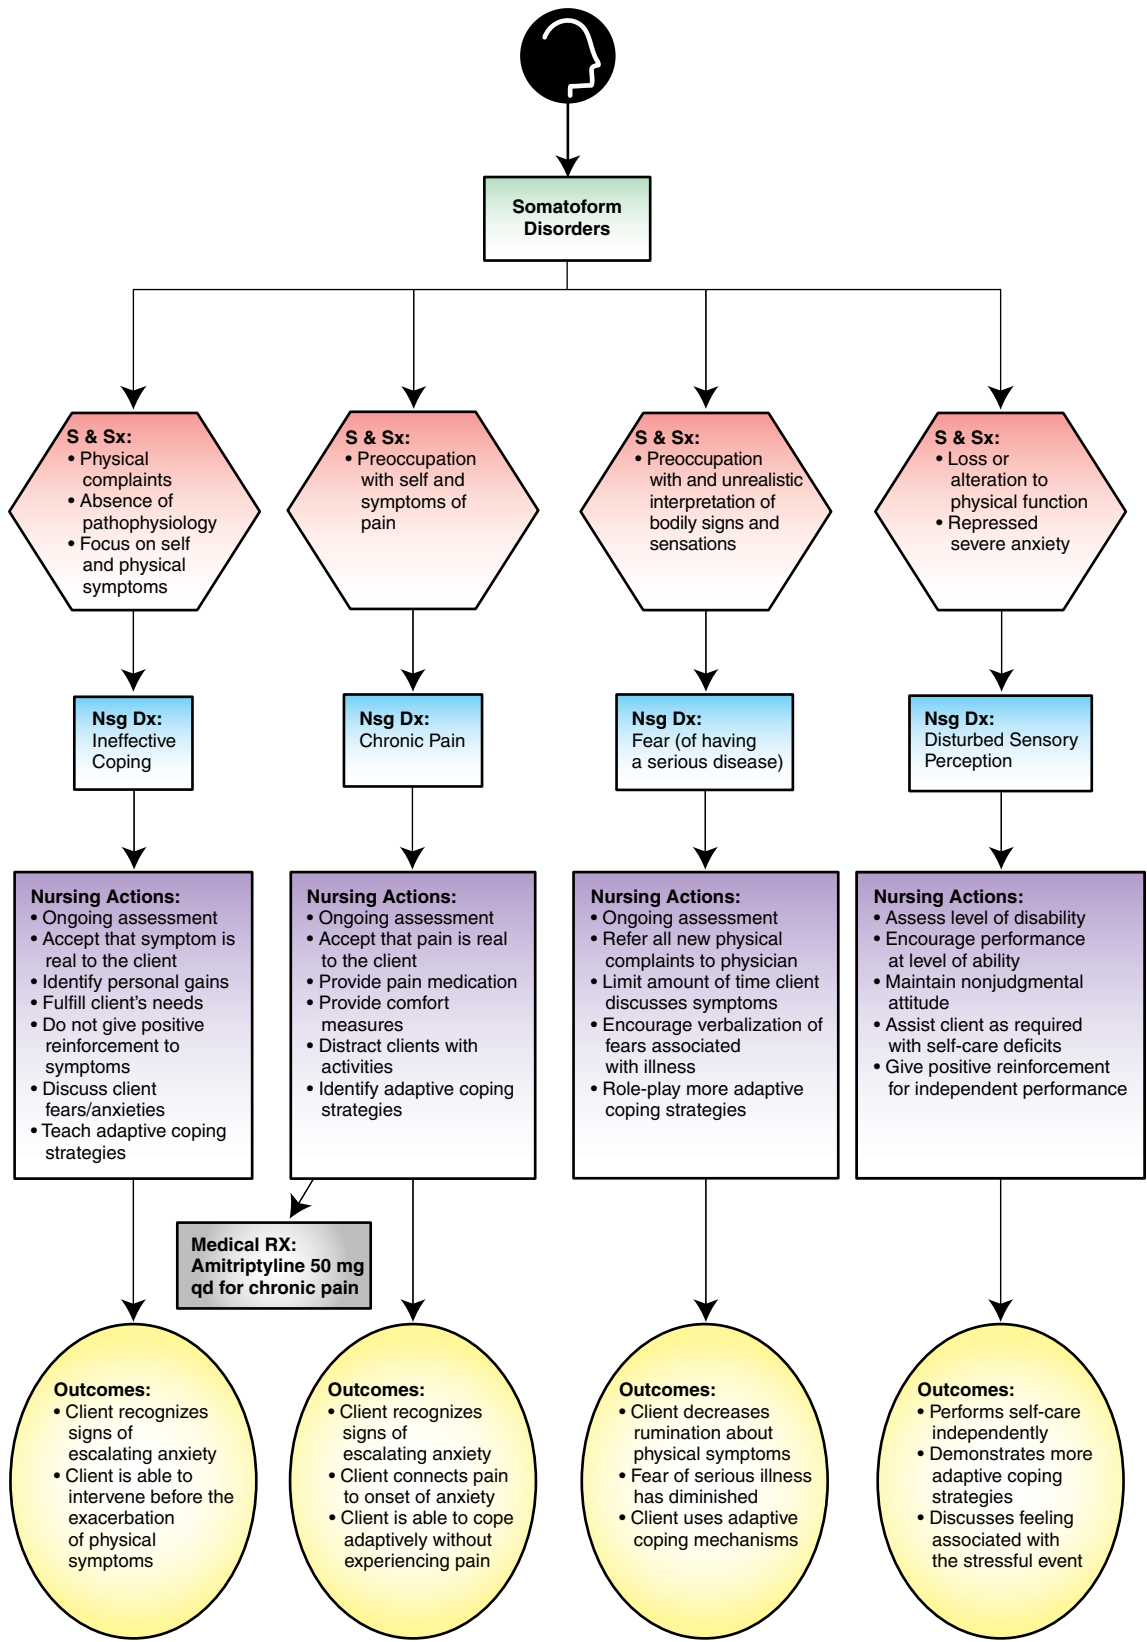 Somatoform
Disorders
S & Sx:
• Physical
complaints
• Absence of
pathophysiology
• Focus on self
and physical
symptoms
S & Sx:
• Preoccupation
with self and
symptoms of
pain
S & Sx:
• Preoccupation
with and unrealistic
interpretation of
bodily signs and
sensations
S & Sx:
• Loss or
alteration to
physical function
• Repressed
severe anxiety
Nsg Dx:
Ineffective
Coping
Nsg Dx:
Chronic Pain
Nsg Dx:
Fear (of having
a serious disease)
Nsg Dx:
Disturbed Sensory
Perception
Nursing Actions:
• Ongoing assessment
• Accept that symptom is
real to the client
• Identify personal gains
• Fulfill client's needs
• Do not give positive
reinforcement to
symptoms
• Discuss client
fears/anxieties
• Teach adaptive coping
strategies
Nursing Actions:
• Ongoing assessment
• Accept that pain is real
to the client
• Provide pain medication
• Provide comfort
measures
• Distract clients with
activities
• Identify adaptive coping
strategies
Nursing Actions:
• Ongoing assessment
• Refer all new physical
complaints to physician
• Limit amount of time client
discusses symptoms
• Encourage verbalization of
fears associated
with illness
• Role-play more adaptive
coping strategies
Nursing Actions:
• Assess level of disability
• Encourage performance
at level of ability
• Maintain nonjudgmental
attitude
• Assist client as required
with self-care deficits
• Give positive reinforcement
for independent performance
Medical RX:
Amitriptyline 50 mg
qd for chronic pain
Outcomes:
• Client recognizes
signs of
escalating anxiety
• Client is able to
intervene before the
exacerbation
of physical
symptoms
Outcomes:
• Client recognizes
signs of
escalating anxiety
• Client connects pain
to onset of anxiety
• Client is able to cope
adaptively without
experiencing pain
Outcomes:
• Client decreases
rumination about
physical symptoms
• Fear of serious illness
has diminished
• Client uses adaptive
coping mechanisms
Outcomes:
• Performs self-care
independently
• Demonstrates more
adaptive coping
strategies
• Discusses feeling
associated with
the stressful event